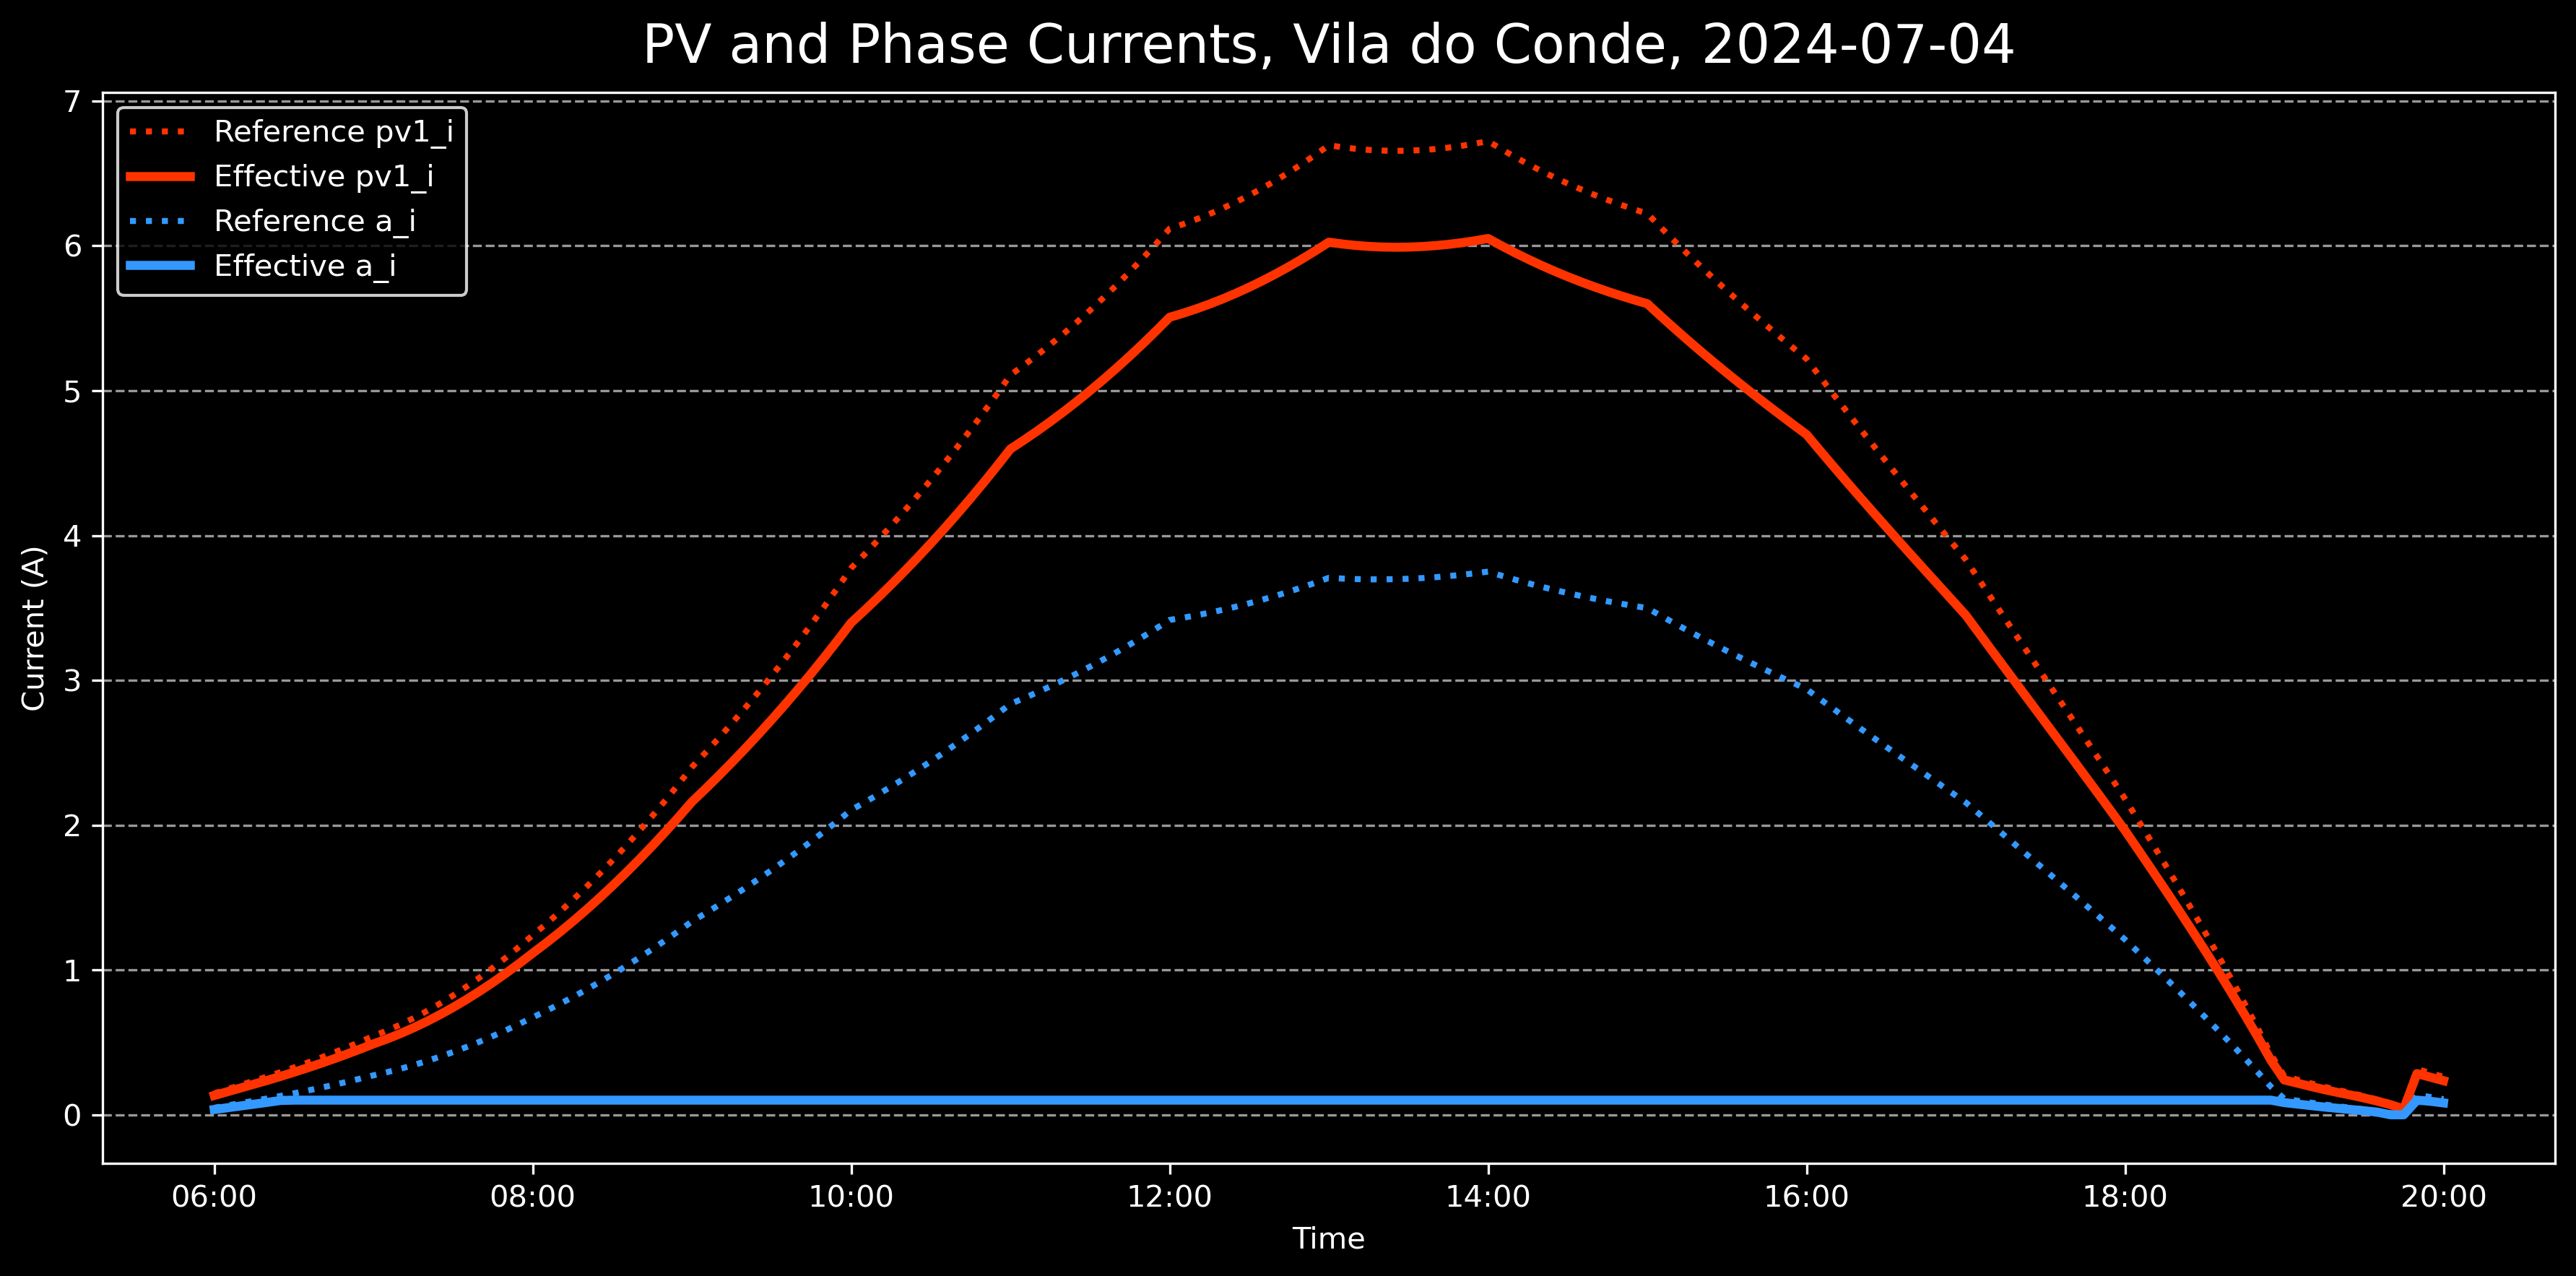 PV and Phase Currents, Vila do Conde, 2024-07-04
Reference pv1_i
Effective pv1_i
Reference a_i
Effective a_i
7
6
5
4
3
2
1
0
Current (A)
06:00 08:00 10:00 12:00 14:00 16:00 18:00 20:00
Time